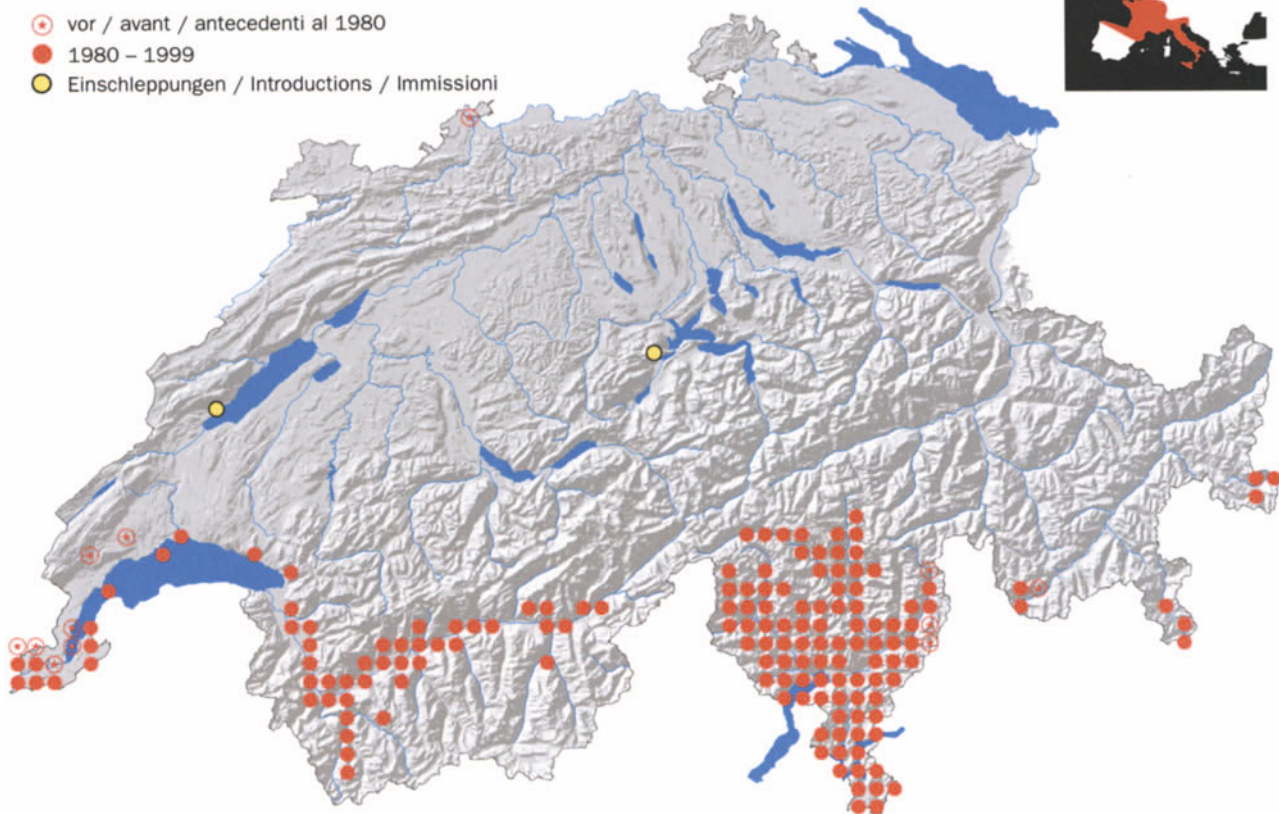 vor / avant / antecedenti al 1980
1980 – 1999
Einschleppungen / Introductions / Immissioni